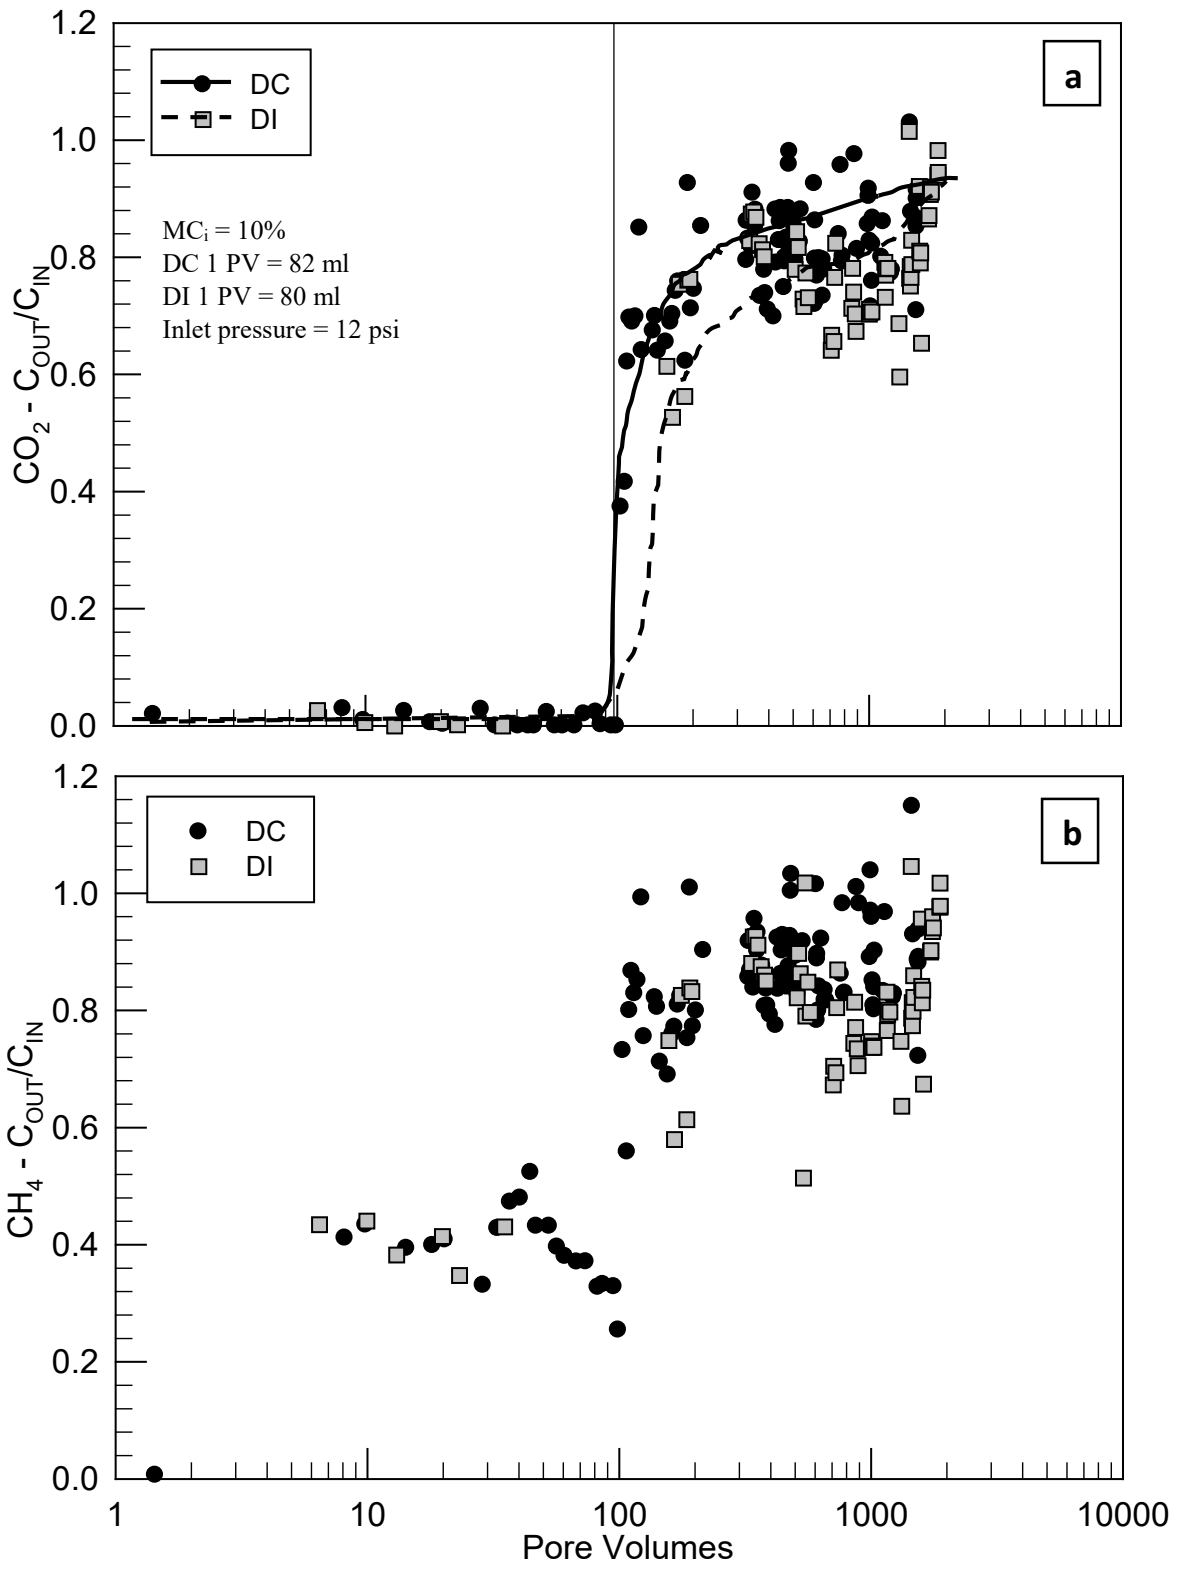 1.2
a
DC
DI
1.0
MCᵢ = 10%
DC 1 PV = 82 ml
DI 1 PV = 80 ml
Inlet pressure = 12 psi
0.8
0.6
0.4
0.2
0.0
CO₂ - C_OUT/C_IN
1.2
b
DC
DI
1.0
0.8
0.6
0.4
0.2
0.0
CH₄ - C_OUT/C_IN
1 10 100 1000 10000
Pore Volumes